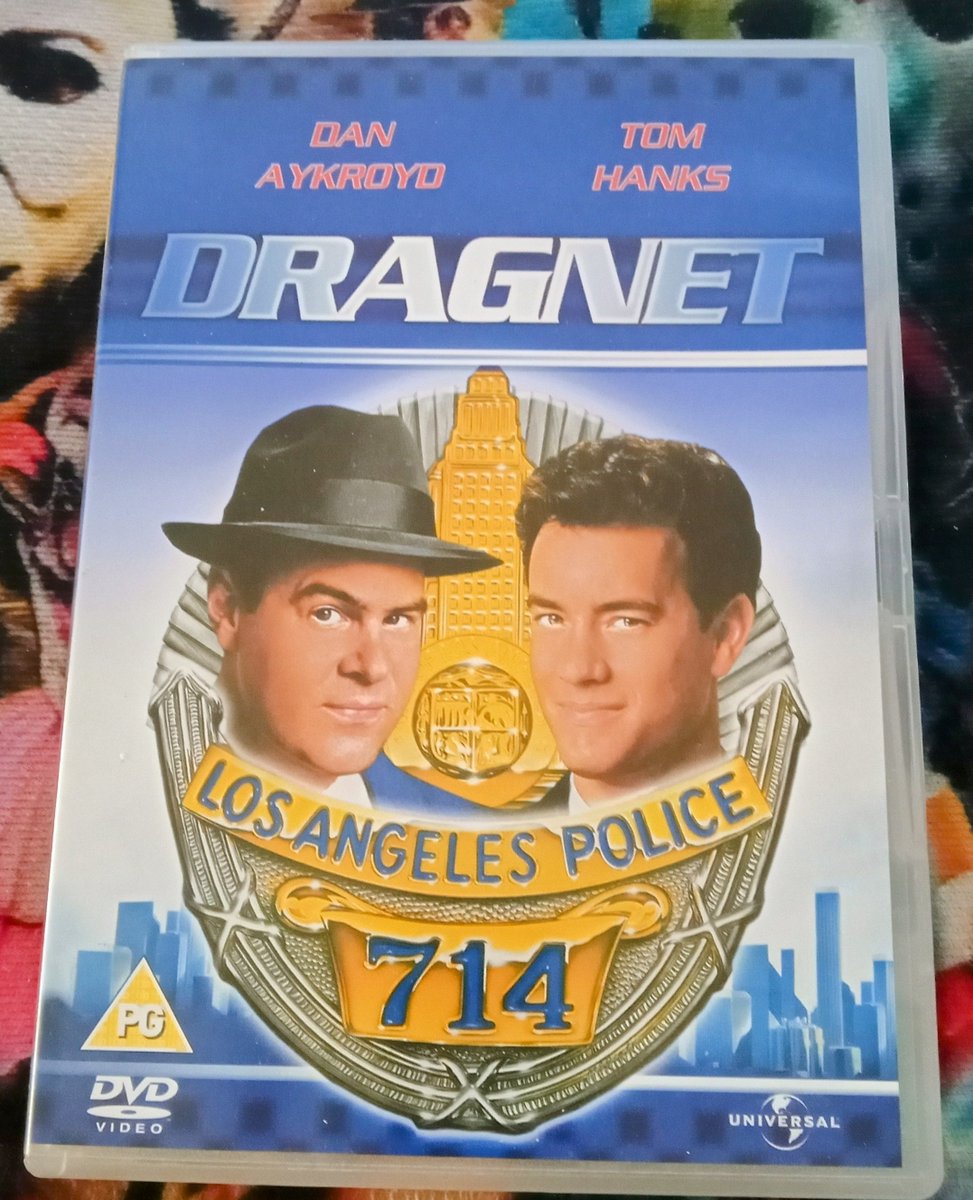 DAN AYKROYD
TOM HANKS
DRAGNET
LOS ANGELES POLICE
714
PG
DVD
VIDEO
UNIVERSAL